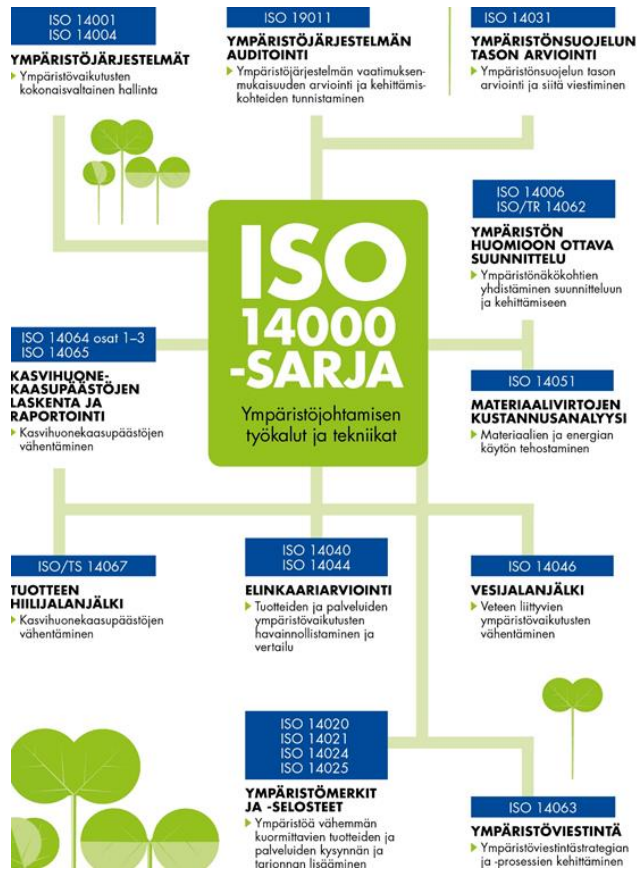 ISO 14001
ISO 14004
YMPÄRISTÖJÄRJESTELMÄT
Ympäristövaikutusten
kokonaisvaltainen hallinta
ISO 19011
YMPÄRISTÖJÄRJESTELMÄN
AUDITOINTI
Ympäristöjärjestelmän vaatimuksen-
mukaisuuden arviointi ja kehittämis-
kohteiden tunnistaminen
ISO 14031
YMPÄRISTÖNSUOJELUN
TASON ARVIOINTI
Ympäristönsuojelun tason
arviointi ja siitä viestiminen
ISO 14006
ISO/TR 14062
YMPÄRISTÖN
HUOMIOON OTTAVA
SUUNNITTELU
Ympäristönäkökohtien
yhdistäminen suunnitteluun
ja kehittämiseen
ISO
14000
-SARJA
Ympäristöjohtamisen
työkalut ja tekniikat
ISO 14064 osat 1–3
ISO 14065
KASVIHUONE-
KAASUPÄÄSTÖJEN
LASKENTA JA
RAPORTOINTI
Kasvihuonekaasupäästöjen
vähentäminen
ISO 14051
MATERIAALIVIRTOJEN
KUSTANNUSANALYYSI
Materiaalien ja energian
käytön tehostaminen
ISO/TS 14067
TUOTTEEN
HIILIJALANJÄLKI
Kasvihuonekaasupäästöjen
vähentäminen
ISO 14040
ISO 14044
ELINKAARIARVIOINTI
Tuotteiden ja palveluiden
ympäristövaikutusten
havainnollistaminen ja
vertailu
ISO 14046
VESIJALANJÄLKI
Veteen liittyvien
ympäristövaikutusten
vähentäminen
ISO 14020
ISO 14021
ISO 14024
ISO 14025
YMPÄRISTÖMERKIT
JA -SELOSTEET
Ympäristöä vähemmän
kuormittavien tuotteiden ja
palveluiden kysynnän ja
tarjonnan lisääminen
ISO 14063
YMPÄRISTÖVIESTINTÄ
Ympäristöviestintästrategian
ja -prosessien kehittäminen